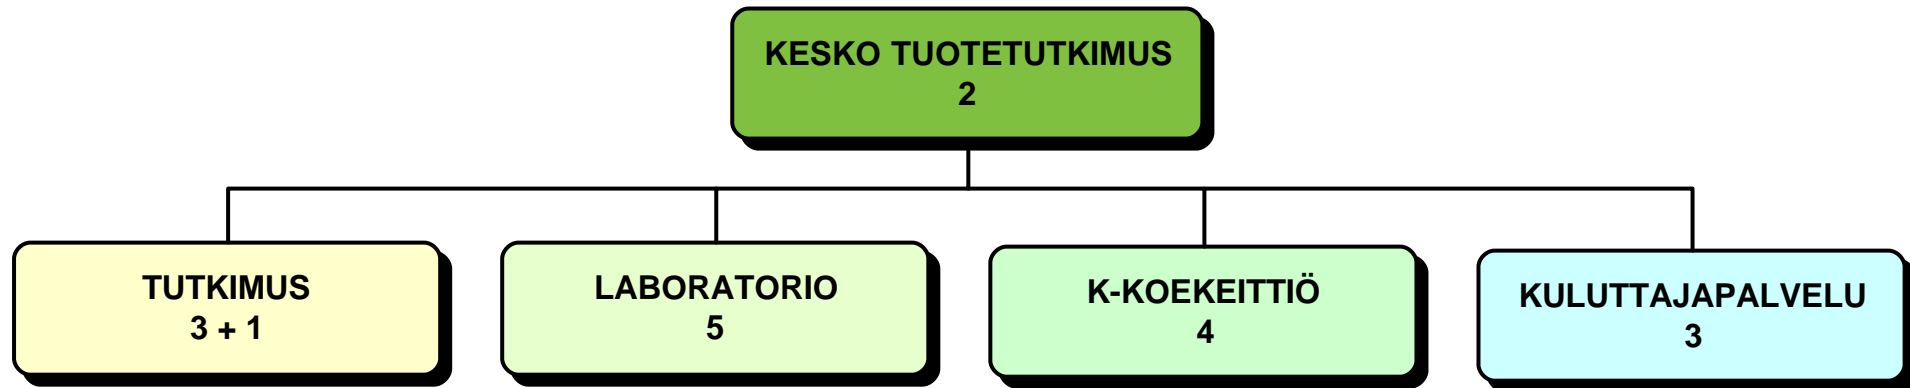 KESKO TUOTETUTKIMUS
2
TUTKIMUS
3 + 1
LABORATORIO
5
K-KOEKEITTIÖ
4
KULUTTAJAPALVELU
3